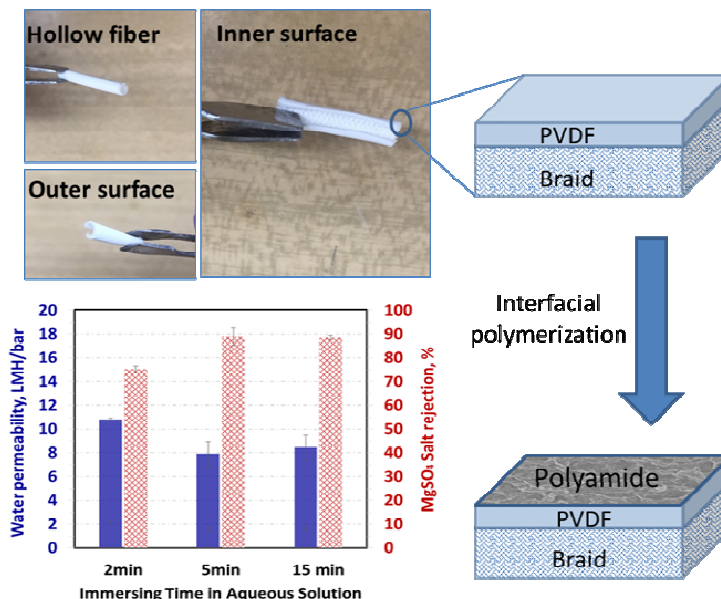 Hollow fiber
Inner surface
Outer surface
PVDF
Braid
Interfacial
polymerization
Polyamide
PVDF
Braid
Water permeability, LMH/bar
20
18
16
14
12
10
8
6
4
2
0
100
90
80
70
60
50
40
30
20
10
0
MgSO₄ Salt rejection, %
2min
5min
15 min
Immersing Time in Aqueous Solution